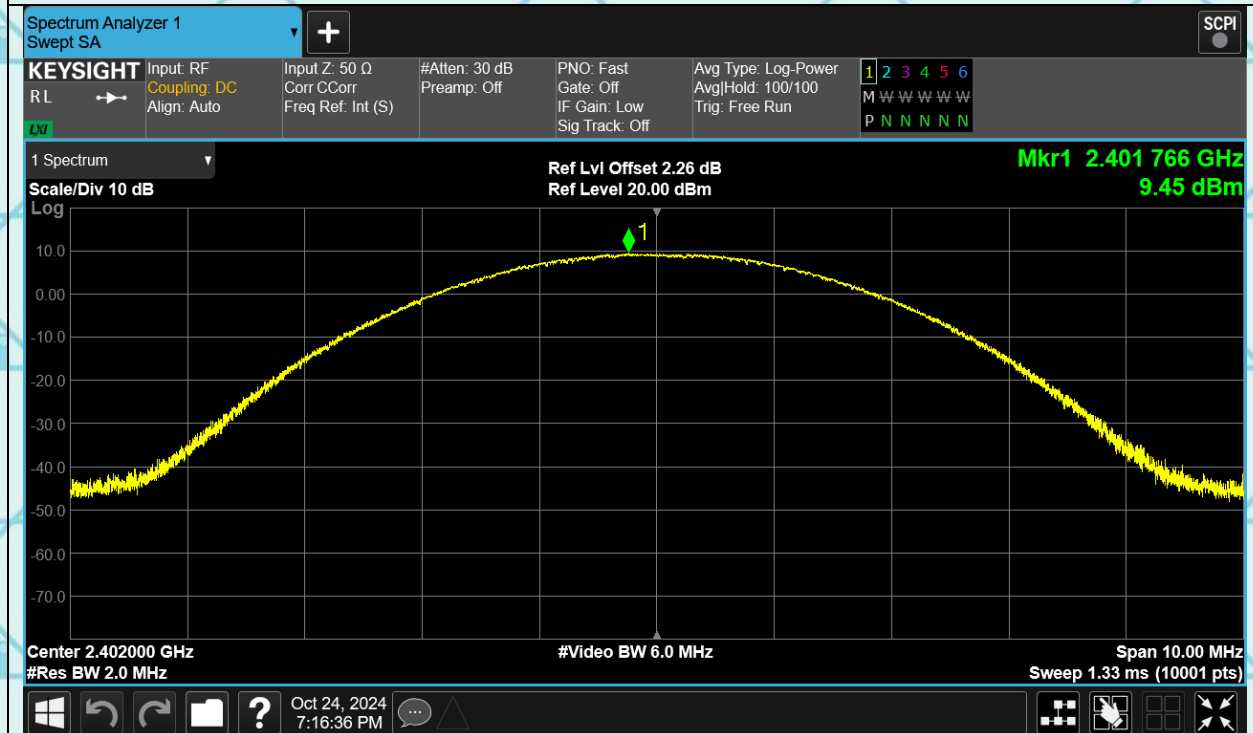 Spectrum Analyzer 1
Swept SA
+
SCPI
KEYSIGHT
R L
LXI
Input: RF
Coupling: DC
Align: Auto
Input Z: 50 Ω
Corr CCorr
Freq Ref: Int (S)
#Atten: 30 dB
Preamp: Off
PNO: Fast
Gate: Off
IF Gain: Low
Sig Track: Off
Avg Type: Log-Power
Avg|Hold: 100/100
Trig: Free Run
1 2 3 4 5 6
M W W W W W
P N N N N N
1 Spectrum
Scale/Div 10 dB
Log
Ref Lvl Offset 2.26 dB
Ref Level 20.00 dBm
Mkr1 2.401 766 GHz
9.45 dBm
1
10.0
0.00
-10.0
-20.0
-30.0
-40.0
-50.0
-60.0
-70.0
Center 2.402000 GHz
#Res BW 2.0 MHz
#Video BW 6.0 MHz
Span 10.00 MHz
Sweep 1.33 ms (10001 pts)
?
Oct 24, 2024
7:16:36 PM